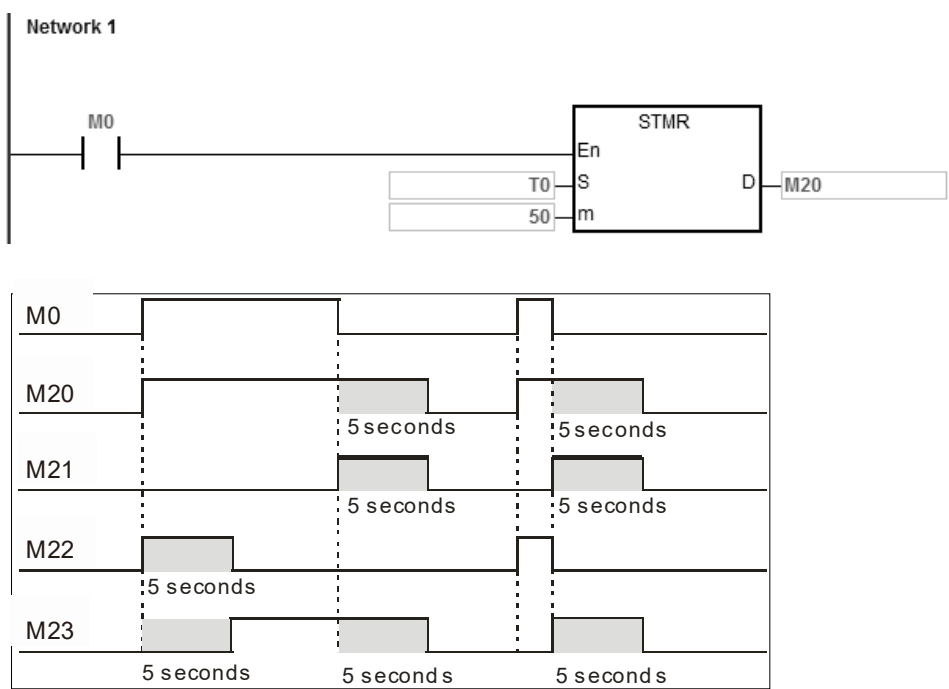 Network 1
M0
STMR
En
T0 S D M20
50 m
M0
M20
5 seconds 5 seconds
M21
5 seconds 5 seconds
M22
5 seconds
M23
5 seconds 5 seconds 5 seconds